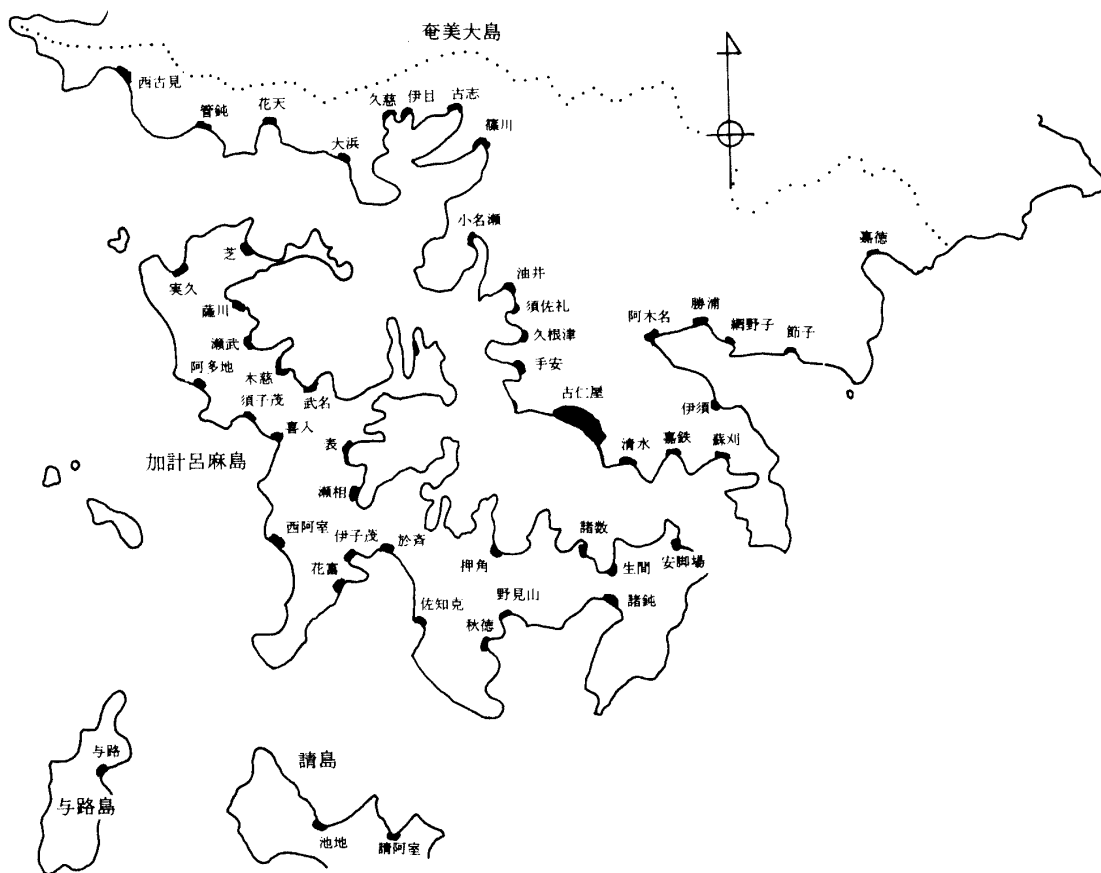 奄美大島
西古見
管鈍
花天
大浜
久慈
伊目
古志
篠川
小名瀬
油井
須佐礼
久根津
手安
古仁屋
清水
嘉鉄
蘇刈
伊須
阿木名
勝浦
網野子
節子
嘉徳
芝
実久
薩川
瀬武
木慈
武名
阿多地
須子茂
喜入
表
瀬相
加計呂麻島
西阿室
伊子茂
花富
於斉
佐知克
押角
諸数
生間
安脚場
諸鈍
野見山
秋徳
与路
与路島
請島
池地
請阿室